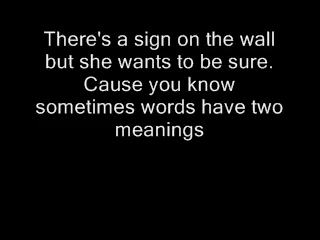 There's a sign on the wall
but she wants to be sure.
Cause you know
sometimes words have two
meanings